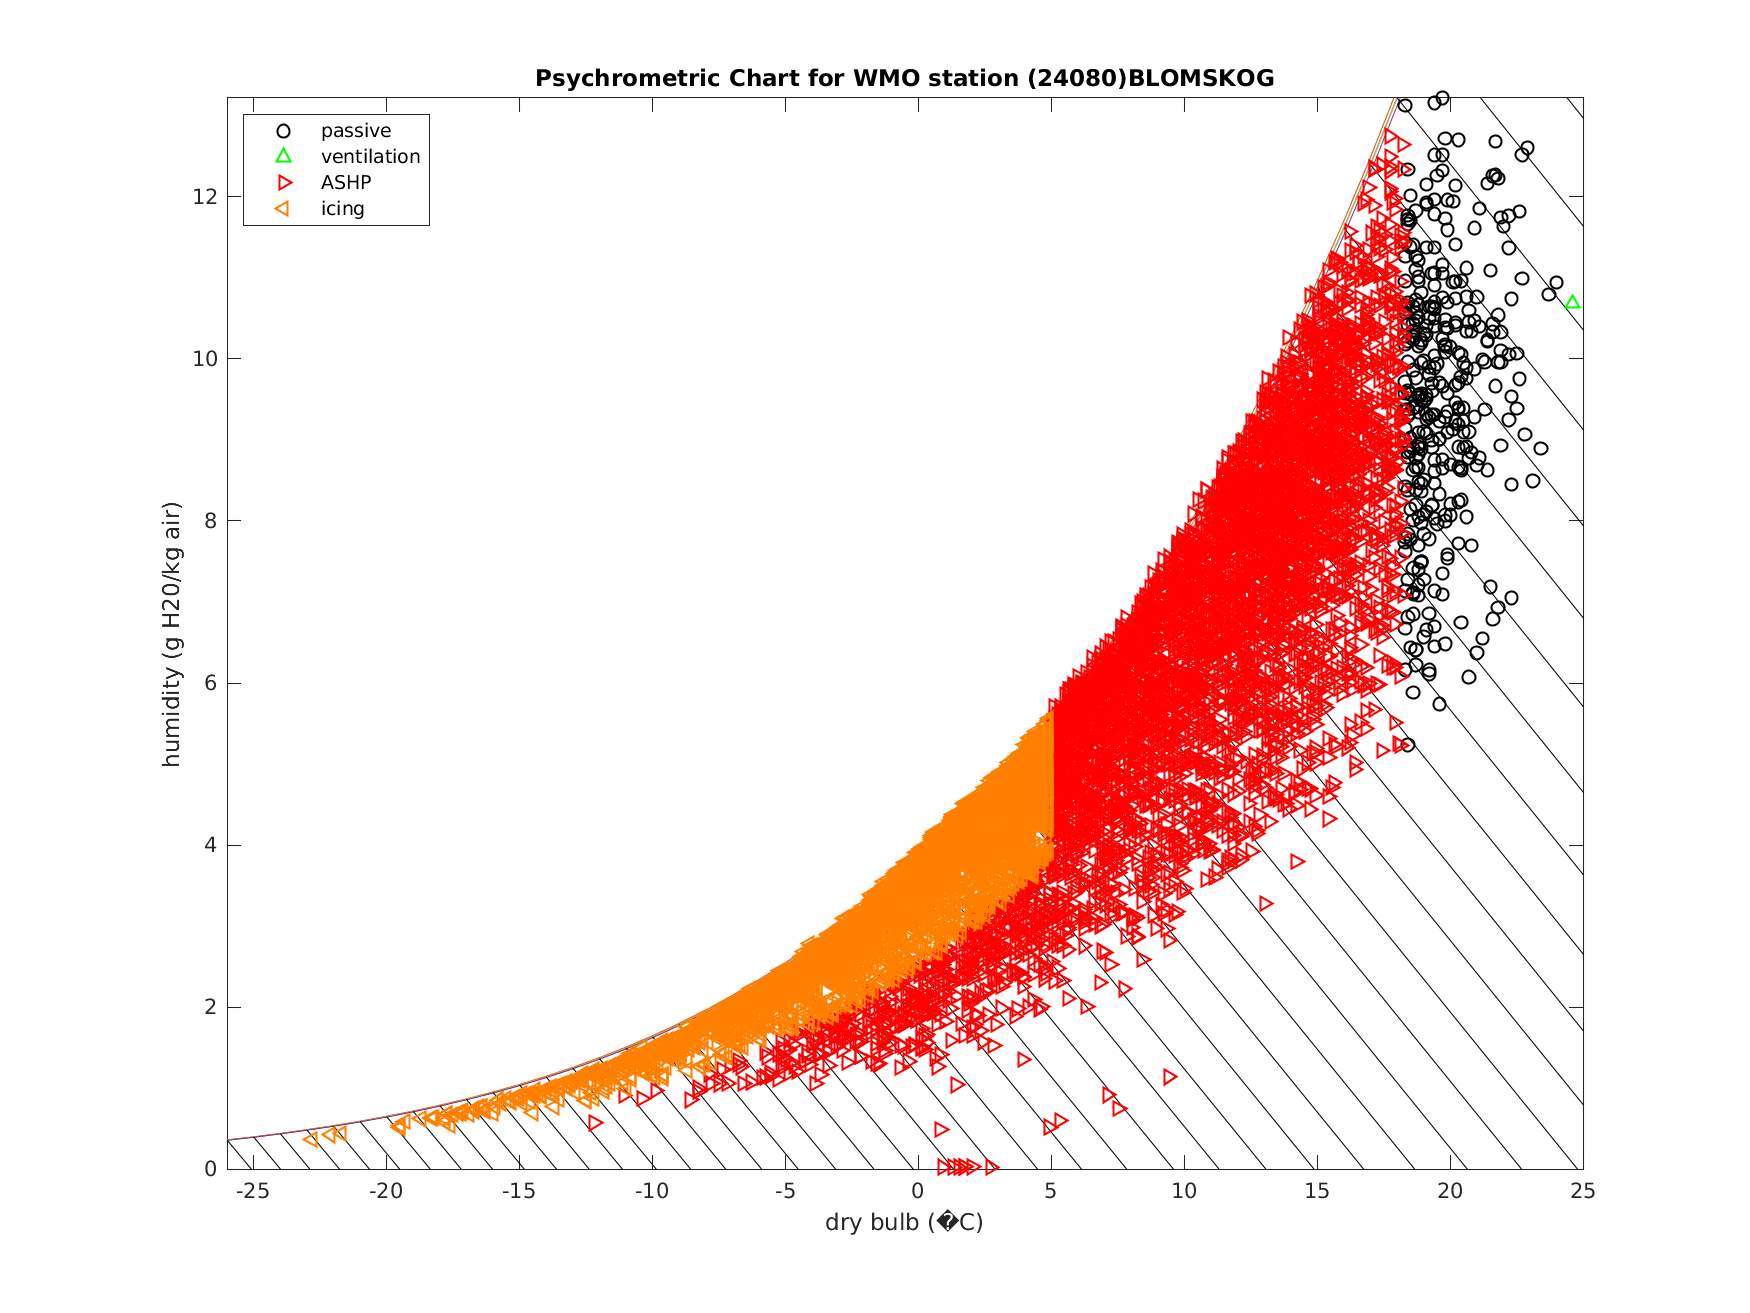 Psychrometric Chart for WMO station (24080)BLOMSKOG
passive
ventilation
ASHP
icing
12
10
8
6
4
2
0
humidity (g H20/kg air)
-25 -20 -15 -10 -5 0 5 10 15 20 25
dry bulb (�C)